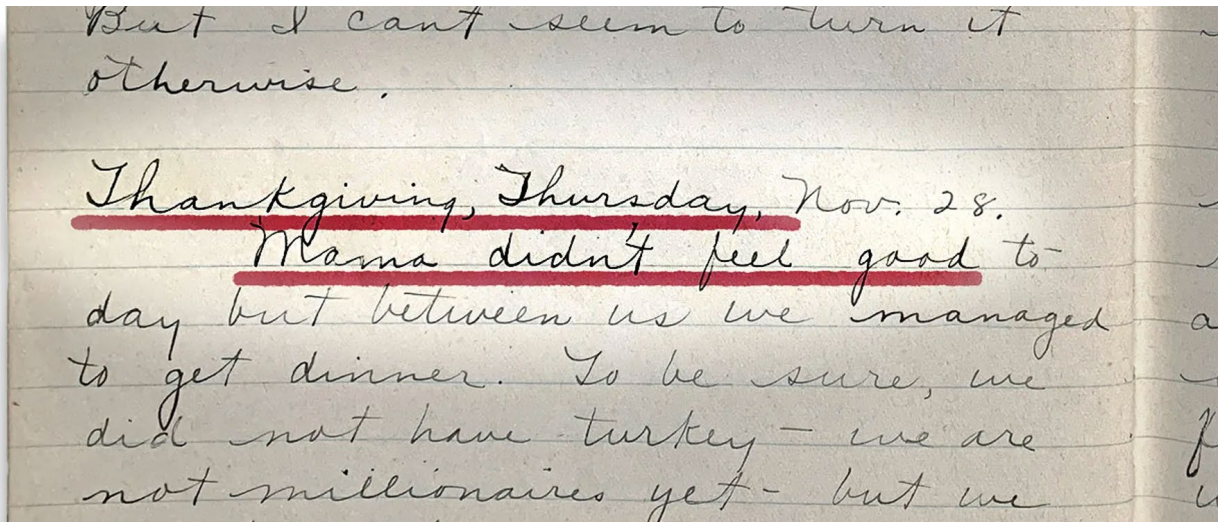 But I can't seem to turn it
otherwise.
Thankgiving, Thursday, Nov. 28.
Mama didn't feel good to-
day but between us we managed
to get dinner. To be sure, we
did not have turkey - we are
not millionaires yet - but we